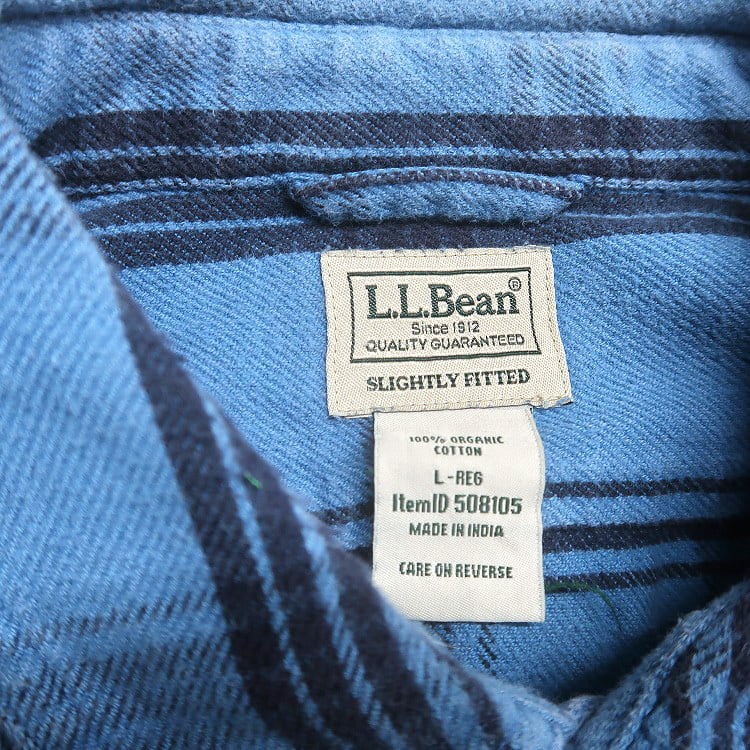 L.L.Bean®
Since 1912
QUALITY GUARANTEED
SLIGHTLY FITTED
100% ORGANIC
COTTON
L-REG
ItemID 508105
MADE IN INDIA
CARE ON REVERSE